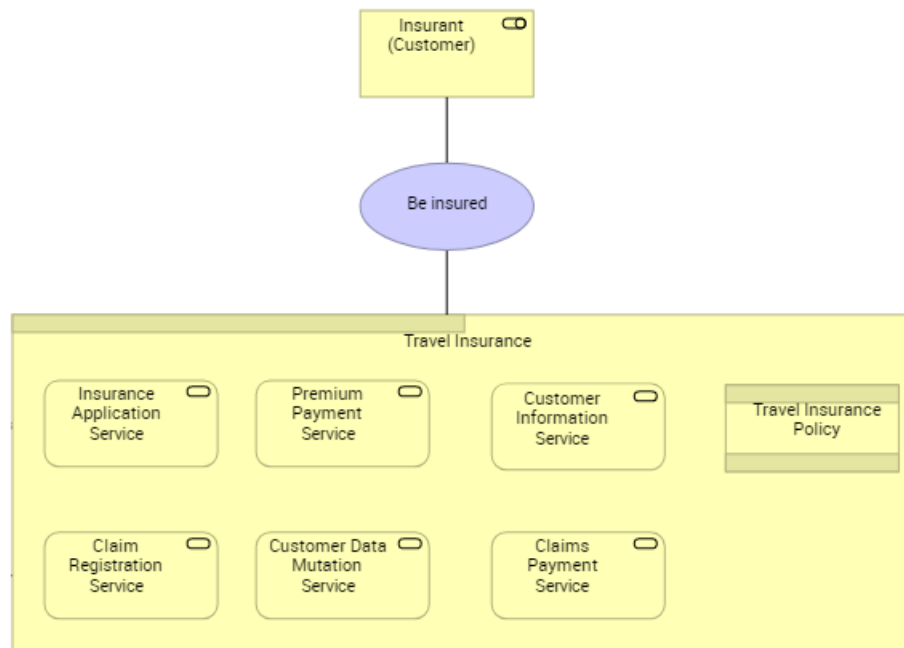 Insurant
(Customer)
Be insured
Travel Insurance
Insurance
Application
Service
Premium
Payment
Service
Customer
Information
Service
Travel Insurance
Policy
Claim
Registration
Service
Customer Data
Mutation
Service
Claims
Payment
Service